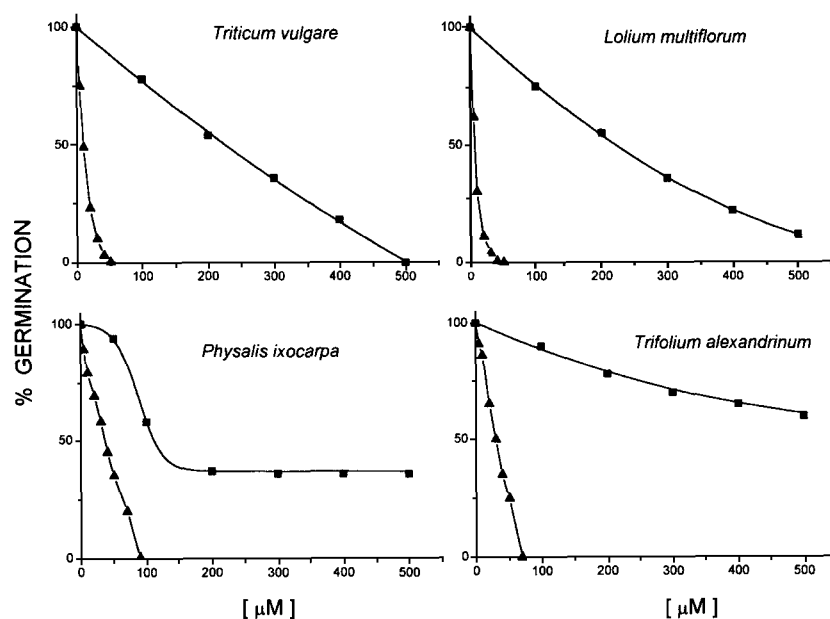 Triticum vulgare
Lolium multiflorum
100
50
0
0 100 200 300 400 500
100
50
0
0 100 200 300 400 500
% GERMINATION
Physalis ixocarpa
Trifolium alexandrinum
100
50
0
0 100 200 300 400 500
100
50
0
0 100 200 300 400 500
[ μM ]
[ μM ]